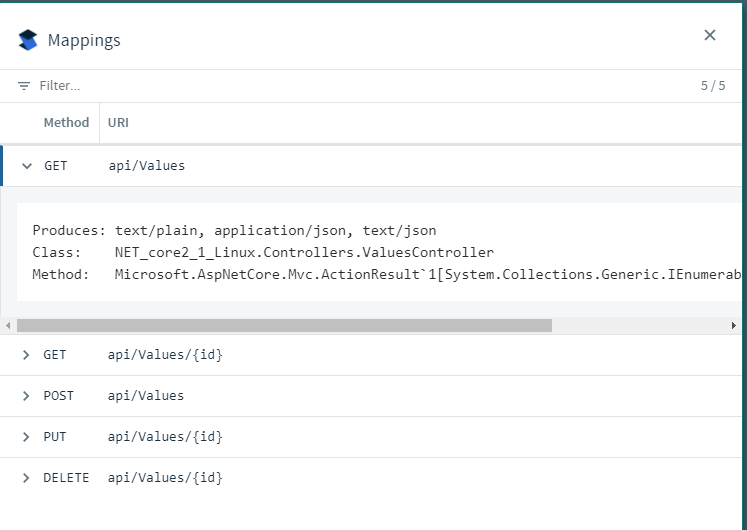 Mappings
Filter... 5 / 5
Method URI
GET api/Values
Produces: text/plain, application/json, text/json
Class: NET_core2_1_Linux.Controllers.ValuesController
Method: Microsoft.AspNetCore.Mvc.ActionResult`1[System.Collections.Generic.IEnumerab
GET api/Values/{id}
POST api/Values
PUT api/Values/{id}
DELETE api/Values/{id}